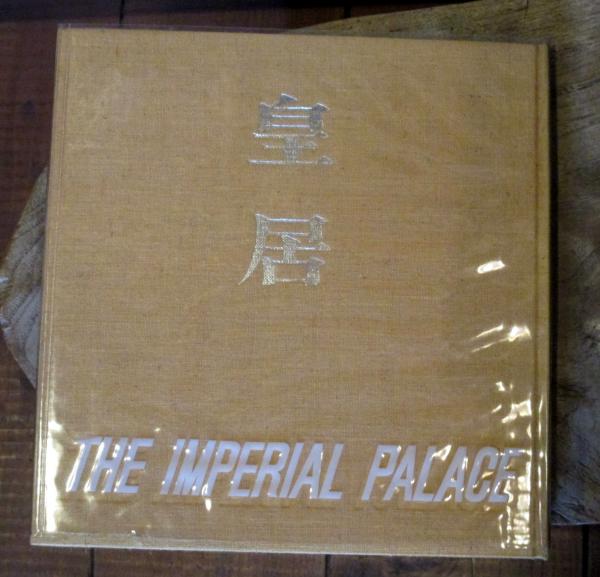 皇居
THE IMPERIAL PALACE